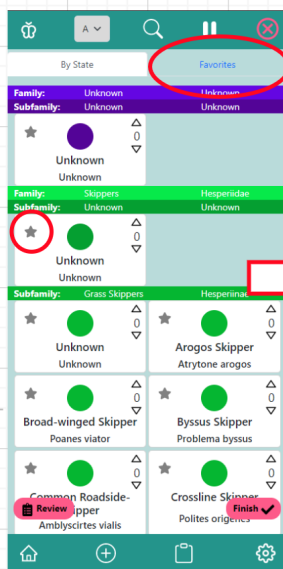 A
By State Favorites
Family: Unknown Unknown
Subfamily: Unknown Unknown
0
Unknown
Unknown
Family: Skippers Hesperiidae
Subfamily: Unknown Unknown
0
Unknown
Unknown
Subfamily: Grass Skippers Hesperiinae
0 0
Unknown Arogos Skipper
Unknown Atrytone arogos
0 0
Broad-winged Skipper Byssus Skipper
Poanes viator Problema byssus
0 0
Common Roadside- Crossline Skipper
Review Finish
Amblyscirtes vialis Polites origenes